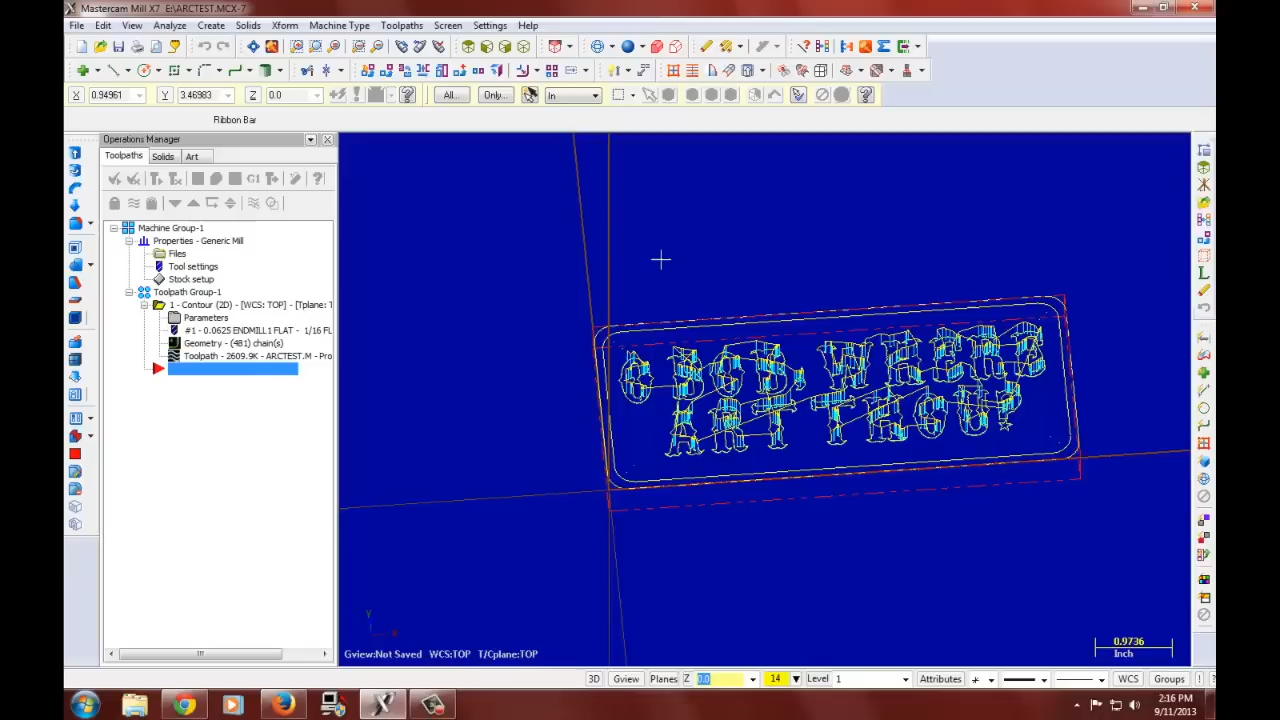 Mastercam Mill X7 E:\ARCTEST.MCX-7
File Edit View Analyze Create Solids Xform Machine Type Toolpaths Screen Settings Help
X 0.94961 Y 3.46983 Z 0.0 All... Only... In
Ribbon Bar
Operations Manager
Toolpaths Solids Art
G1
Machine Group-1
Properties - Generic Mill
Files
Tool settings
Stock setup
Toolpath Group-1
1 - Contour (2D) - [WCS: TOP] - [Tplane: T
Parameters
#1 - 0.0625 ENDMILL1 FLAT - 1/16 FL
Geometry - (481) chain(s)
Toolpath - 2609.9K - ARCTEST.M - Pro
Y
Gview:Not Saved WCS:TOP T/Cplane:TOP
0.9736
Inch
3D Gview Planes Z 0.0 14 Level 1 Attributes WCS Groups
2:16 PM
9/11/2013